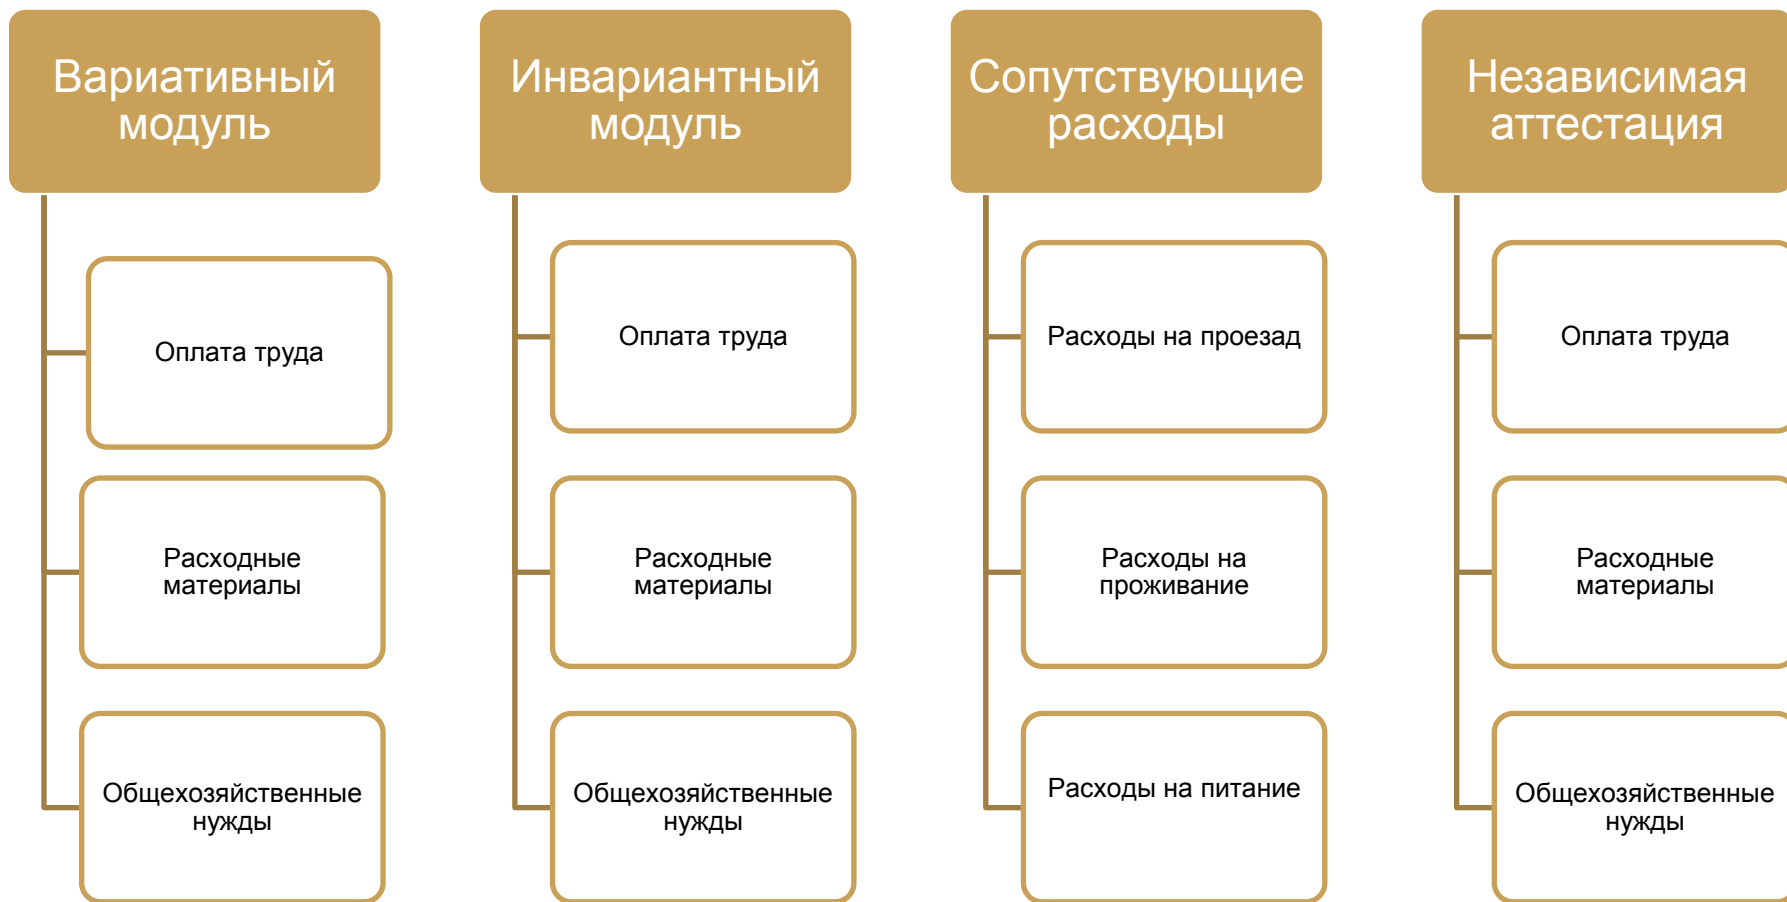 Вариативный
модуль
Оплата труда
Расходные
материалы
Общехозяйственные
нужды
Инвариантный
модуль
Оплата труда
Расходные
материалы
Общехозяйственные
нужды
Сопутствующие
расходы
Расходы на проезад
Расходы на
проживание
Расходы на питание
Независимая
аттестация
Оплата труда
Расходные
материалы
Общехозяйственные
нужды